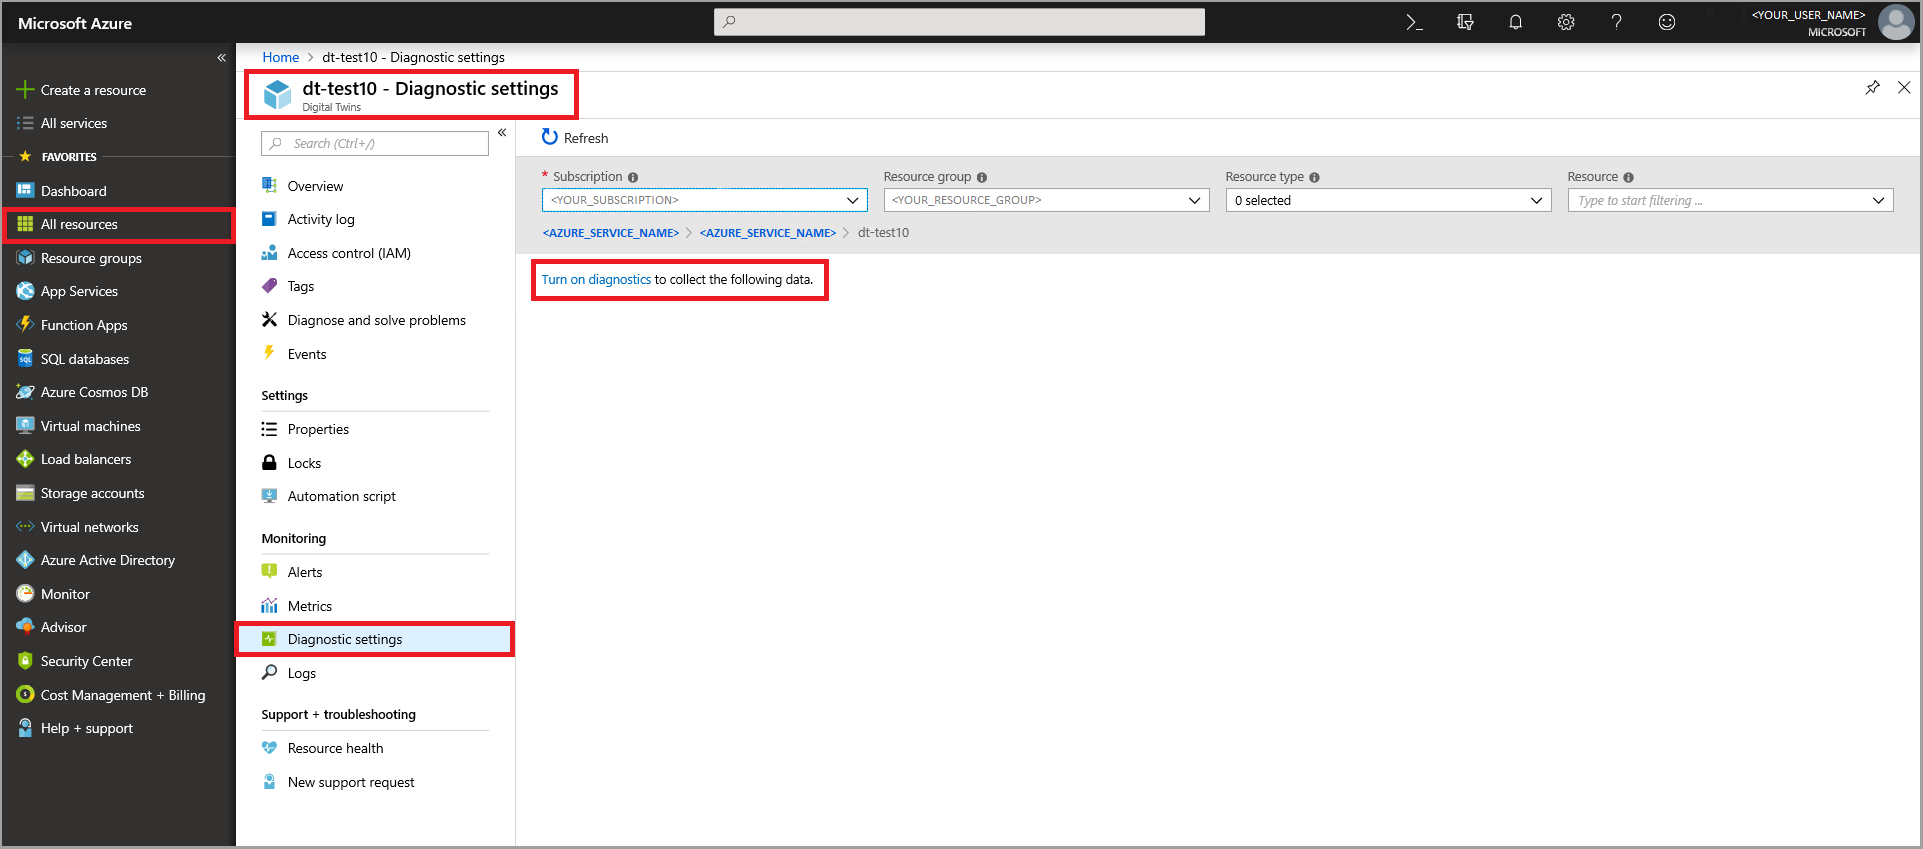 Microsoft Azure
<YOUR_USER_NAME>
MICROSOFT
Create a resource
All services
FAVORITES
Dashboard
All resources
Resource groups
App Services
Function Apps
SQL databases
Azure Cosmos DB
Virtual machines
Load balancers
Storage accounts
Virtual networks
Azure Active Directory
Monitor
Advisor
Security Center
Cost Management + Billing
Help + support
Home > dt-test10 - Diagnostic settings
dt-test10 - Diagnostic settings
Digital Twins
Search (Ctrl+/)
Overview
Activity log
Access control (IAM)
Tags
Diagnose and solve problems
Events
Settings
Properties
Locks
Automation script
Monitoring
Alerts
Metrics
Diagnostic settings
Logs
Support + troubleshooting
Resource health
New support request
Refresh
* Subscription
<YOUR_SUBSCRIPTION>
Resource group
<YOUR_RESOURCE_GROUP>
Resource type
0 selected
Resource
Type to start filtering ...
<AZURE_SERVICE_NAME> > <AZURE_SERVICE_NAME> > dt-test10
Turn on diagnostics to collect the following data.